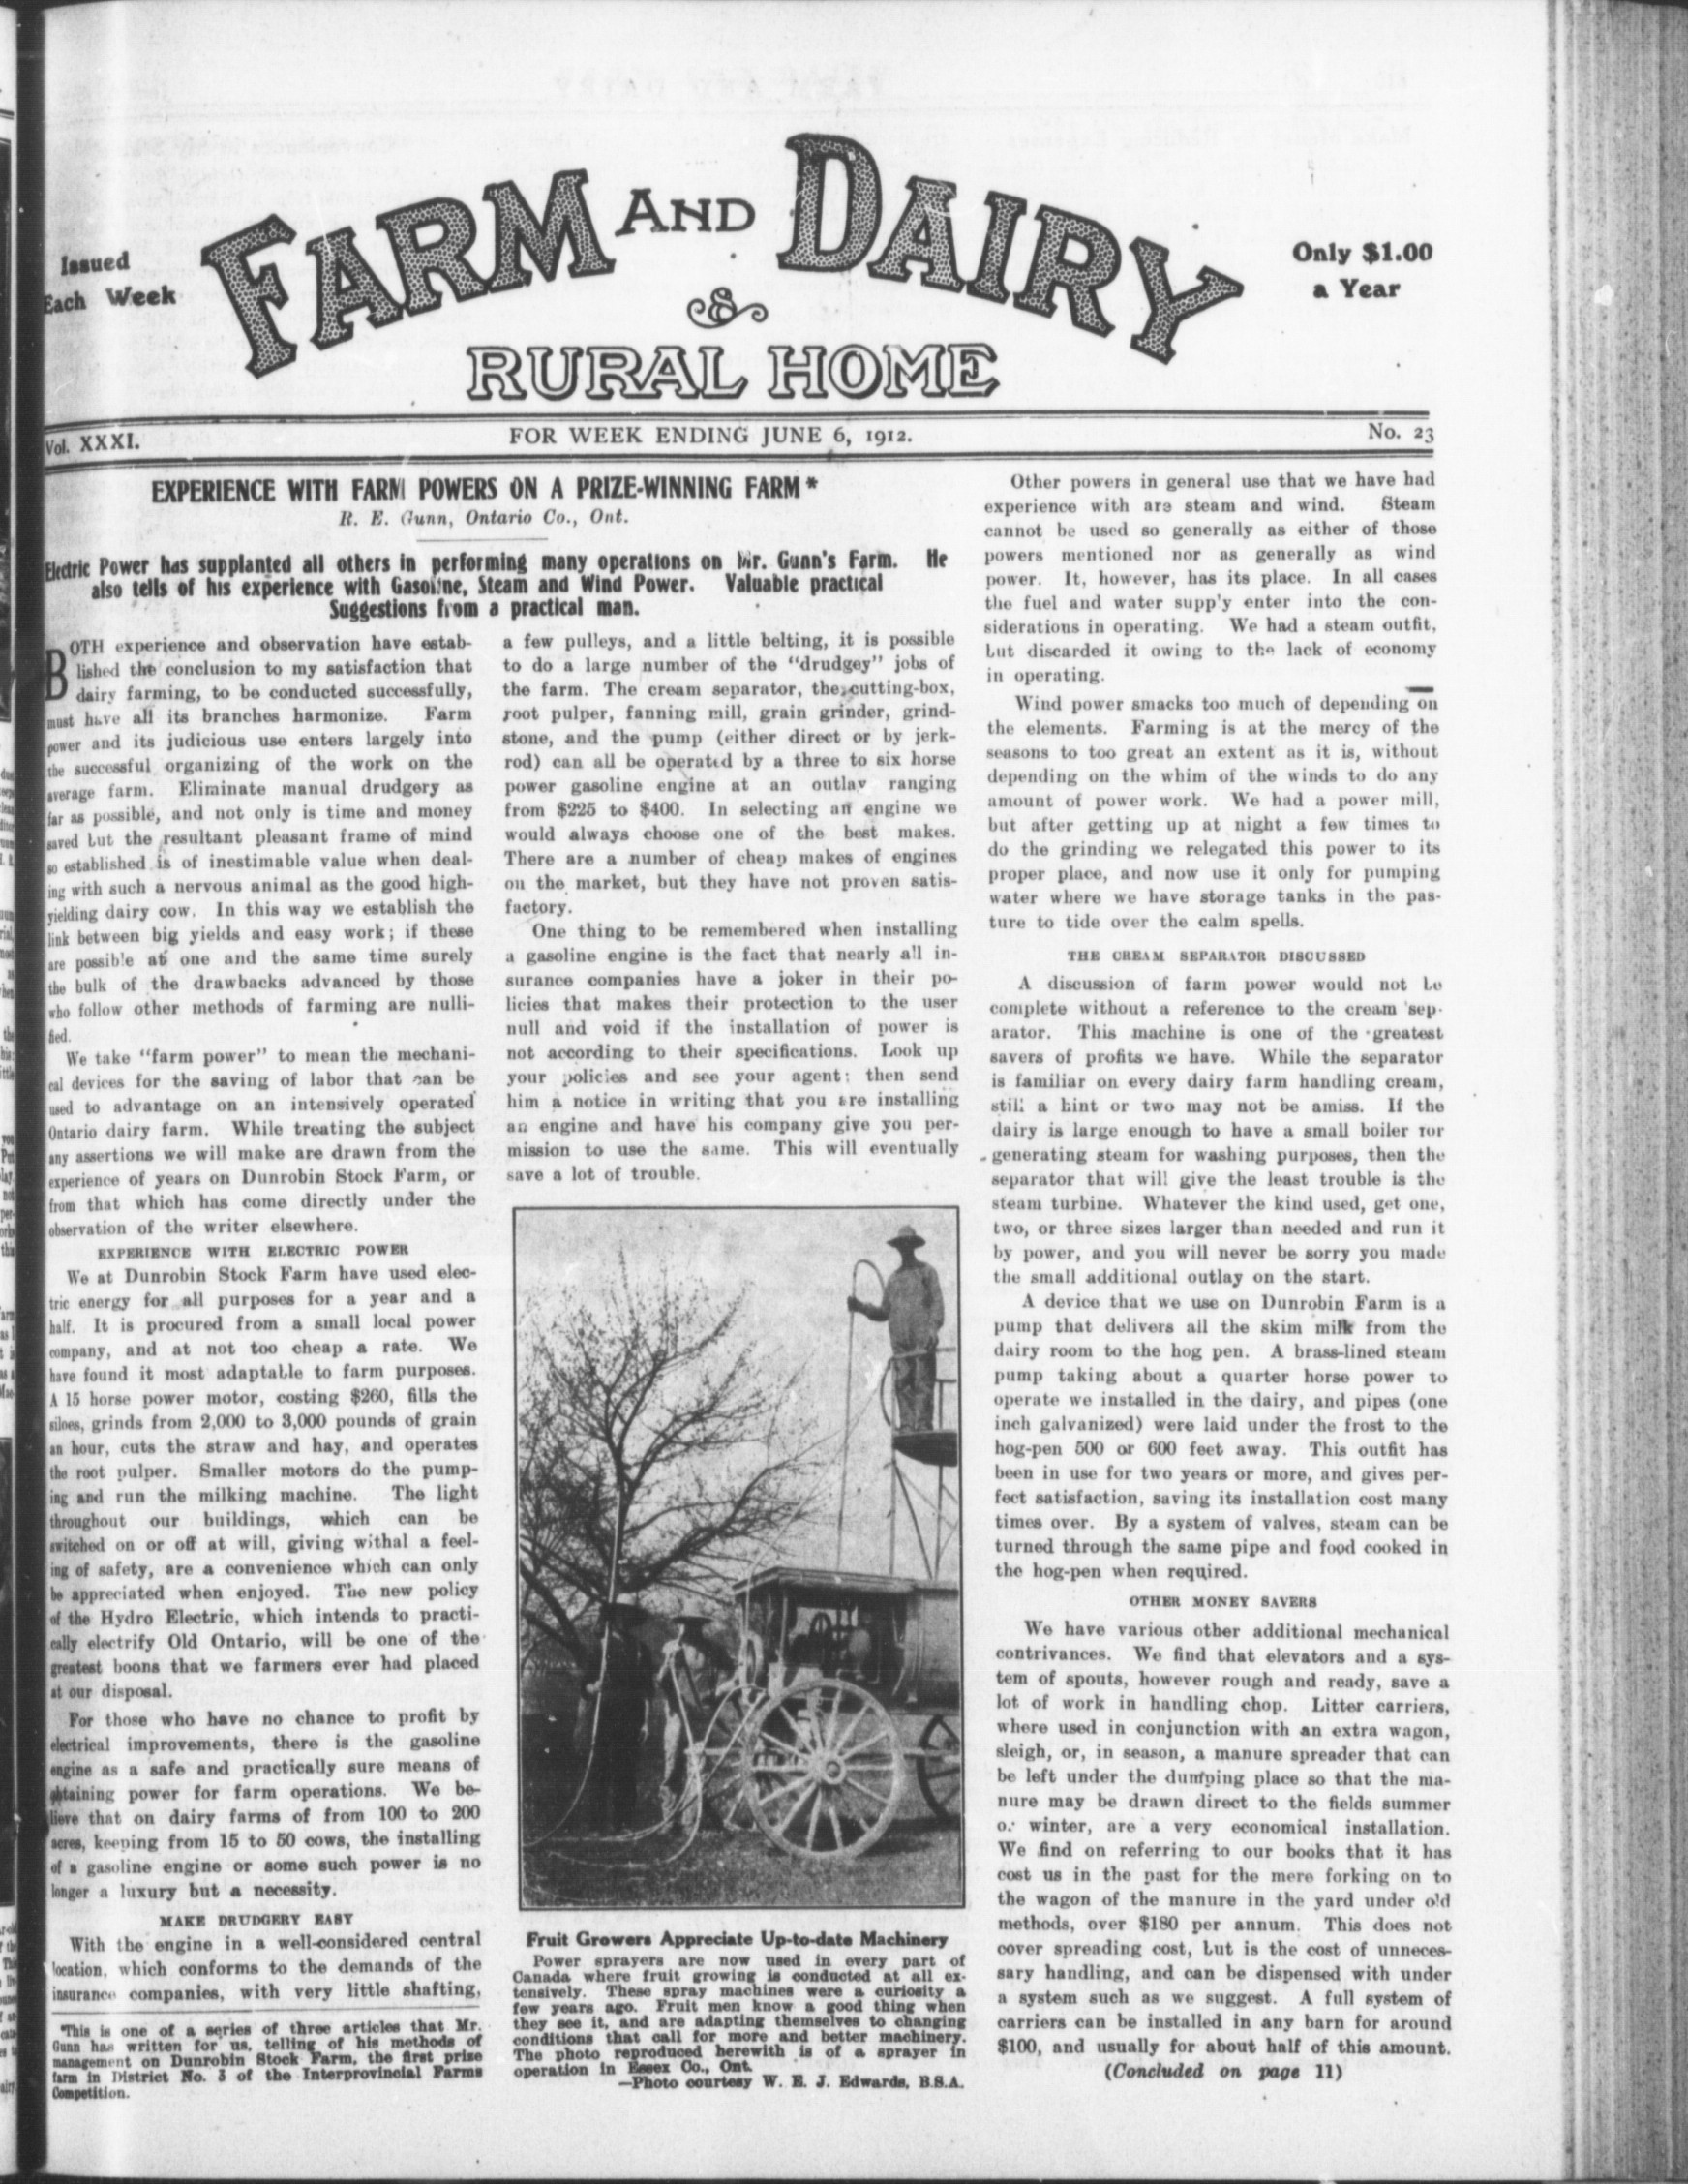 Issued
Each Week
FARM AND DAIRY
&
RURAL HOME
Only $1.00
a Year
Vol. XXXI.
FOR WEEK ENDING JUNE 6, 1912.
No. 23
EXPERIENCE WITH FARM POWERS ON A PRIZE-WINNING FARM*
R. E. Gunn, Ontario Co., Ont.
Electric Power has supplanted all others in performing many operations on Mr. Gunn's Farm. He
also tells of his experience with Gasoline, Steam and Wind Power. Valuable practical
Suggestions from a practical man.
BOTH experience and observation have estab-
lished the conclusion to my satisfaction that
dairy farming, to be conducted successfully,
must have all its branches harmonize. Farm
power and its judicious use enters largely into
the successful organizing of the work on the
average farm. Eliminate manual drudgery as
far as possible, and not only is time and money
saved but the resultant pleasant frame of mind
so established is of inestimable value when deal-
ing with such a nervous animal as the good high-
yielding dairy cow. In this way we establish the
link between big yields and easy work; if these
are possible at one and the same time surely
the bulk of the drawbacks advanced by those
who follow other methods of farming are nulli-
fied.
We take "farm power" to mean the mechani-
cal devices for the saving of labor that can be
used to advantage on an intensively operated
Ontario dairy farm. While treating the subject
any assertions we will make are drawn from the
experience of years on Dunrobin Stock Farm, or
from that which has come directly under the
observation of the writer elsewhere.
EXPERIENCE WITH ELECTRIC POWER
We at Dunrobin Stock Farm have used elec-
tric energy for all purposes for a year and a
half. It is procured from a small local power
company, and at not too cheap a rate. We
have found it most adaptable to farm purposes.
A 15 horse power motor, costing $260, fills the
siloes, grinds from 2,000 to 3,000 pounds of grain
an hour, cuts the straw and hay, and operates
the root pulper. Smaller motors do the pump-
ing and run the milking machine. The light
throughout our buildings, which can be
switched on or off at will, giving withal a feel-
ing of safety, are a convenience which can only
be appreciated when enjoyed. The new policy
of the Hydro Electric, which intends to practi-
cally electrify Old Ontario, will be one of the
greatest boons that we farmers ever had placed
at our disposal.
For those who have no chance to profit by
electrical improvements, there is the gasoline
engine as a safe and practically sure means of
obtaining power for farm operations. We be-
lieve that on dairy farms of from 100 to 200
acres, keeping from 15 to 50 cows, the installing
of a gasoline engine or some such power is no
longer a luxury but a necessity.
MAKE DRUDGERY EASY
With the engine in a well-considered central
location, which conforms to the demands of the
insurance companies, with very little shafting,
*This is one of a series of three articles that Mr.
Gunn has written for us, telling of his methods of
management on Dunrobin Stock Farm, the first prize
farm in District No. 3 of the Interprovincial Farms
Competition.
a few pulleys, and a little belting, it is possible
to do a large number of the "drudgey" jobs of
the farm. The cream separator, the cutting-box,
root pulper, fanning mill, grain grinder, grind-
stone, and the pump (either direct or by jerk-
rod) can all be operated by a three to six horse
power gasoline engine at an outlay ranging
from $225 to $400. In selecting an engine we
would always choose one of the best makes.
There are a number of cheap makes of engines
on the market, but they have not proven satis-
factory.
One thing to be remembered when installing
a gasoline engine is the fact that nearly all in-
surance companies have a joker in their po-
licies that makes their protection to the user
null and void if the installation of power is
not according to their specifications. Look up
your policies and see your agent; then send
him a notice in writing that you are installing
an engine and have his company give you per-
mission to use the same. This will eventually
save a lot of trouble.
Fruit Growers Appreciate Up-to-date Machinery
Power sprayers are now used in every part of
Canada where fruit growing is conducted at all ex-
tensively. These spray machines were a curiosity a
few years ago. Fruit men know a good thing when
they see it, and are adapting themselves to changing
conditions that call for more and better machinery.
The photo reproduced herewith is of a sprayer in
operation in Essex Co., Ont.
—Photo courtesy W. E. J. Edwards, B.S.A.
Other powers in general use that we have had
experience with are steam and wind. Steam
cannot be used so generally as either of those
powers mentioned nor as generally as wind
power. It, however, has its place. In all cases
the fuel and water supp'y enter into the con-
siderations in operating. We had a steam outfit,
but discarded it owing to the lack of economy
in operating.
Wind power smacks too much of depending on
the elements. Farming is at the mercy of the
seasons to too great an extent as it is, without
depending on the whim of the winds to do any
amount of power work. We had a power mill,
but after getting up at night a few times to
do the grinding we relegated this power to its
proper place, and now use it only for pumping
water where we have storage tanks in the pas-
ture to tide over the calm spells.
THE CREAM SEPARATOR DISCUSSED
A discussion of farm power would not be
complete without a reference to the cream sep-
arator. This machine is one of the greatest
savers of profits we have. While the separator
is familiar on every dairy farm handling cream,
still a hint or two may not be amiss. If the
dairy is large enough to have a small boiler for
generating steam for washing purposes, then the
separator that will give the least trouble is the
steam turbine. Whatever the kind used, get one,
two, or three sizes larger than needed and run it
by power, and you will never be sorry you made
the small additional outlay on the start.
A device that we use on Dunrobin Farm is a
pump that delivers all the skim milk from the
dairy room to the hog pen. A brass-lined steam
pump taking about a quarter horse power to
operate we installed in the dairy, and pipes (one
inch galvanized) were laid under the frost to the
hog-pen 500 or 600 feet away. This outfit has
been in use for two years or more, and gives per-
fect satisfaction, saving its installation cost many
times over. By a system of valves, steam can be
turned through the same pipe and food cooked in
the hog-pen when required.
OTHER MONEY SAVERS
We have various other additional mechanical
contrivances. We find that elevators and a sys-
tem of spouts, however rough and ready, save a
lot of work in handling chop. Litter carriers,
where used in conjunction with an extra wagon,
sleigh, or, in season, a manure spreader that can
be left under the dumping place so that the ma-
nure may be drawn direct to the fields summer
or winter, are a very economical installation.
We find on referring to our books that it has
cost us in the past for the mere forking on to
the wagon of the manure in the yard under old
methods, over $180 per annum. This does not
cover spreading cost, but is the cost of unneces-
sary handling, and can be dispensed with under
a system such as we suggest. A full system of
carriers can be installed in any barn for around
$100, and usually for about half of this amount.
(Concluded on page 11)